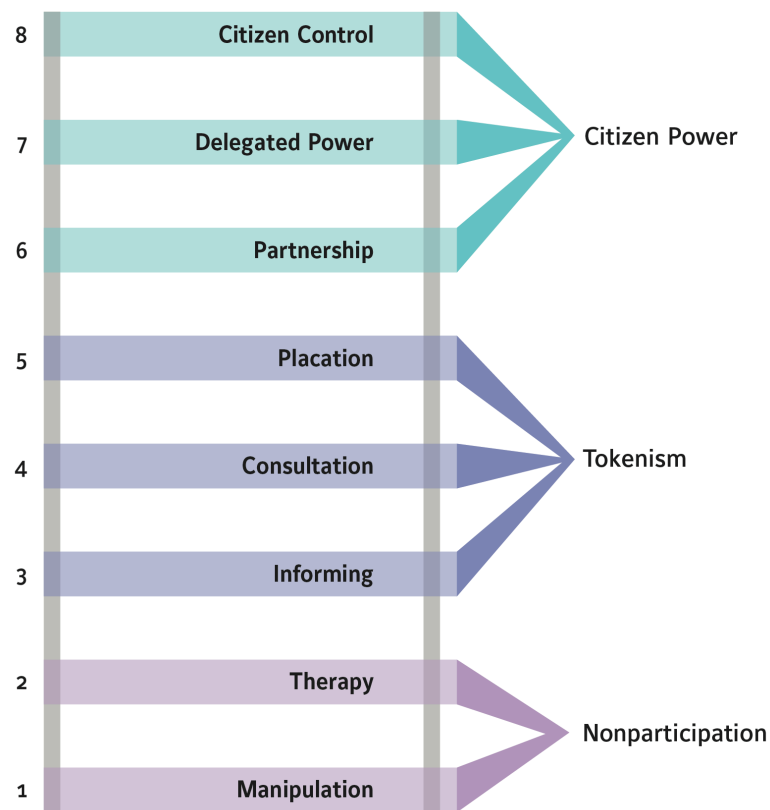 8 Citizen Control
Citizen Power
7 Delegated Power
6 Partnership
5 Placation
4 Consultation
Tokenism
3 Informing
2 Therapy
Nonparticipation
1 Manipulation